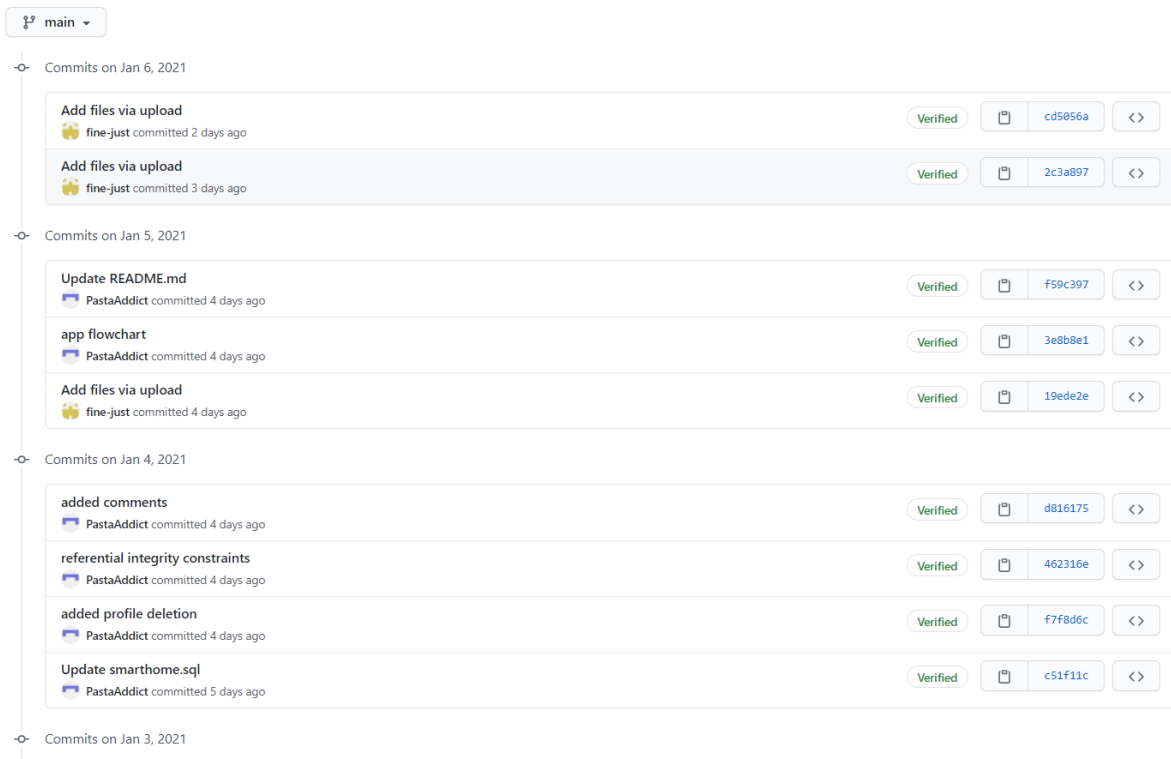 main
Commits on Jan 6, 2021
Add files via upload
fine-just committed 2 days ago
Verified
cd5056a
Add files via upload
fine-just committed 3 days ago
Verified
2c3a897
Commits on Jan 5, 2021
Update README.md
PastaAddict committed 4 days ago
Verified
f59c397
app flowchart
PastaAddict committed 4 days ago
Verified
3e8b8e1
Add files via upload
fine-just committed 4 days ago
Verified
19ede2e
Commits on Jan 4, 2021
added comments
PastaAddict committed 4 days ago
Verified
d816175
referential integrity constraints
PastaAddict committed 4 days ago
Verified
462316e
added profile deletion
PastaAddict committed 4 days ago
Verified
f7f8d6c
Update smarthome.sql
PastaAddict committed 5 days ago
Verified
c51f11c
Commits on Jan 3, 2021